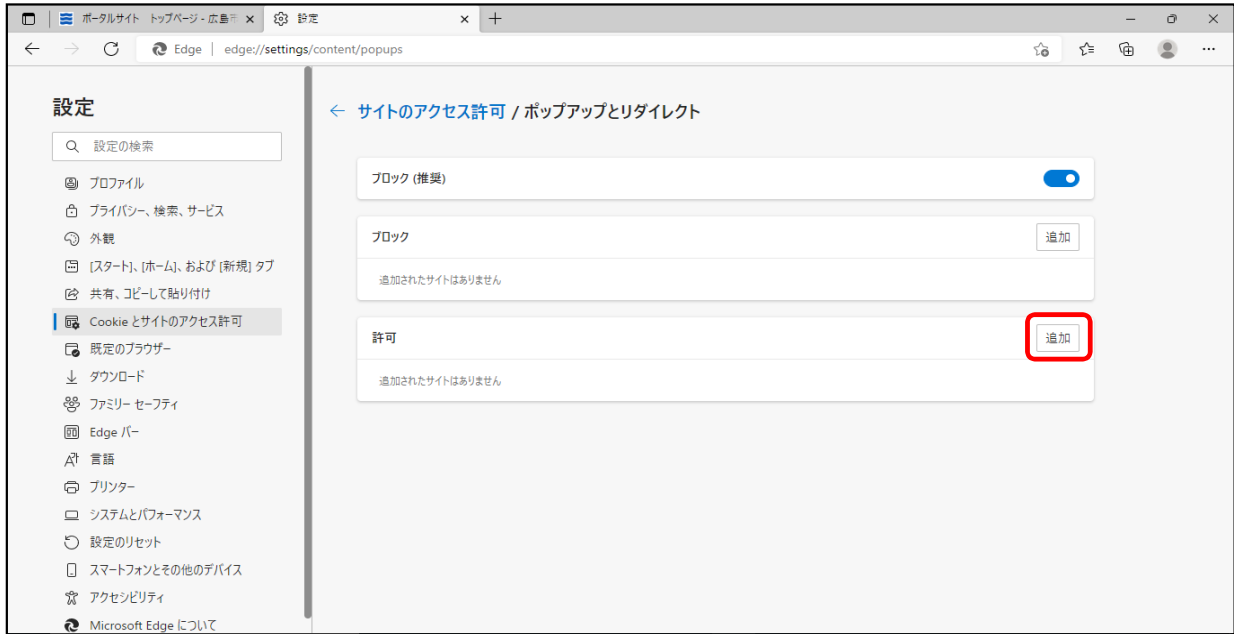 ポータルサイト トップページ - 広島市
設定
Edge | edge://settings/content/popups
設定
設定の検索
プロファイル
プライバシー、検索、サービス
外観
[スタート]、[ホーム]、および [新規] タブ
共有、コピーして貼り付け
Cookie とサイトのアクセス許可
既定のブラウザー
ダウンロード
ファミリー セーフティ
Edge バー
言語
プリンター
システムとパフォーマンス
設定のリセット
スマートフォンとその他のデバイス
アクセシビリティ
Microsoft Edge について
サイトのアクセス許可 / ポップアップとリダイレクト
ブロック (推奨)
ブロック
追加
追加されたサイトはありません
許可
追加
追加されたサイトはありません